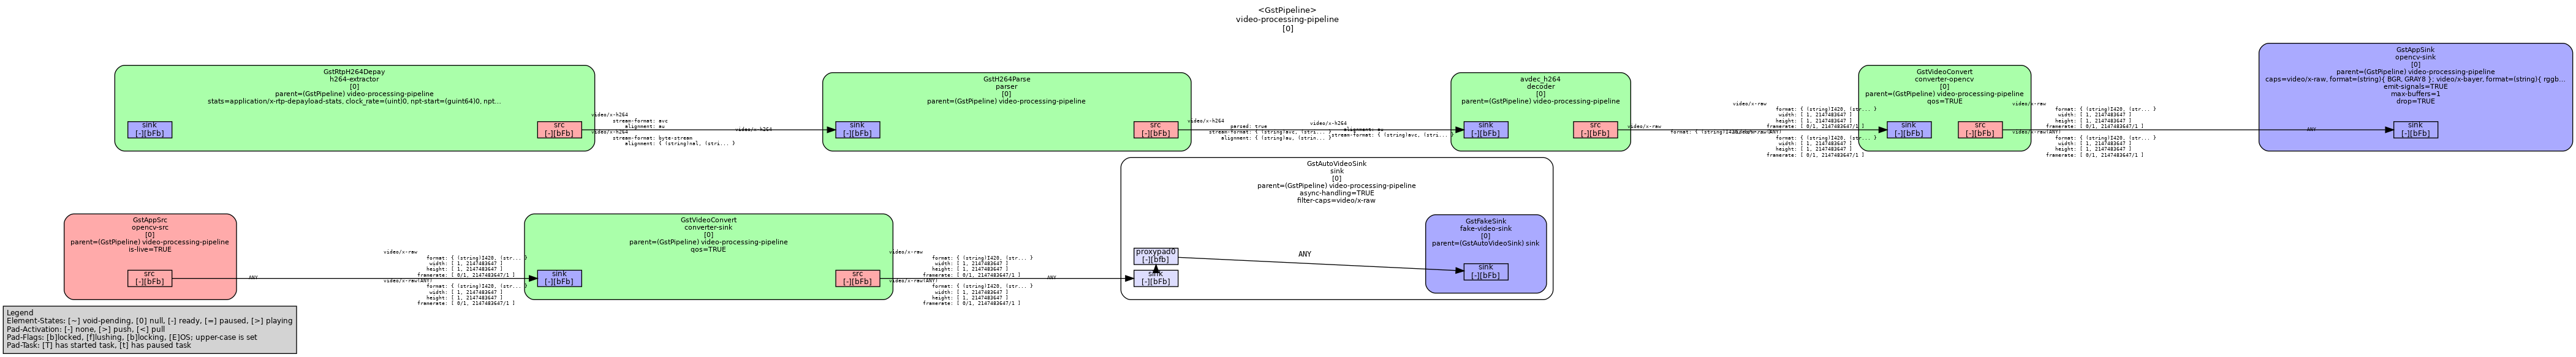 <GstPipeline>
video-processing-pipeline
[0]
GstRtpH264Depay
h264-extractor
[0]
parent=(GstPipeline) video-processing-pipeline
stats=application/x-rtp-depayload-stats, clock_rate=(uint)0, npt-start=(guint64)0, npt…
sink
[-][bFb]
src
[-][bFb]
video/x-h264
stream-format: avc
alignment: au
video/x-h264
stream-format: byte-stream
alignment: { (string)nal, (stri... }
video/x-h264
GstH264Parse
parser
[0]
parent=(GstPipeline) video-processing-pipeline
sink
[-][bFb]
src
[-][bFb]
video/x-h264
parsed: true
stream-format: { (string)avc, (stri... }
alignment: { (string)au, (strin... }
video/x-h264
alignment: au
stream-format: { (string)avc, (stri... }
avdec_h264
decoder
[0]
parent=(GstPipeline) video-processing-pipeline
sink
[-][bFb]
src
[-][bFb]
video/x-raw
video/x-raw
format: { (string)I420, (str... }
width: [ 1, 2147483647 ]
height: [ 1, 2147483647 ]
framerate: [ 0/1, 2147483647/1 ]
format: { (string)I420, (str... }
width: [ 1, 2147483647 ]
height: [ 1, 2147483647 ]
framerate: [ 0/1, 2147483647/1 ]
GstVideoConvert
converter-opencv
[0]
parent=(GstPipeline) video-processing-pipeline
qos=TRUE
sink
[-][bFb]
src
[-][bFb]
video/x-raw
format: { (string)I420, (str... }
width: [ 1, 2147483647 ]
height: [ 1, 2147483647 ]
framerate: [ 0/1, 2147483647/1 ]
video/x-raw(ANY)
format: { (string)I420, (str... }
width: [ 1, 2147483647 ]
height: [ 1, 2147483647 ]
framerate: [ 0/1, 2147483647/1 ]
ANY
GstAppSink
opencv-sink
[0]
parent=(GstPipeline) video-processing-pipeline
caps=video/x-raw, format=(string){ BGR, GRAY8 }; video/x-bayer, format=(string){ rggb…
emit-signals=TRUE
max-buffers=1
drop=TRUE
sink
[-][bFb]
GstAppSrc
opencv-src
[0]
parent=(GstPipeline) video-processing-pipeline
is-live=TRUE
src
[-][bFb]
ANY
video/x-raw
format: { (string)I420, (str... }
width: [ 1, 2147483647 ]
height: [ 1, 2147483647 ]
framerate: [ 0/1, 2147483647/1 ]
video/x-raw(ANY)
format: { (string)I420, (str... }
width: [ 1, 2147483647 ]
height: [ 1, 2147483647 ]
framerate: [ 0/1, 2147483647/1 ]
GstVideoConvert
converter-sink
[0]
parent=(GstPipeline) video-processing-pipeline
qos=TRUE
sink
[-][bFb]
src
[-][bFb]
video/x-raw
format: { (string)I420, (str... }
width: [ 1, 2147483647 ]
height: [ 1, 2147483647 ]
framerate: [ 0/1, 2147483647/1 ]
video/x-raw(ANY)
format: { (string)I420, (str... }
width: [ 1, 2147483647 ]
height: [ 1, 2147483647 ]
framerate: [ 0/1, 2147483647/1 ]
ANY
GstAutoVideoSink
sink
[0]
parent=(GstPipeline) video-processing-pipeline
async-handling=TRUE
filter-caps=video/x-raw
proxypad0
[-][bfb]
sink
[-][bFb]
ANY
GstFakeSink
fake-video-sink
[0]
parent=(GstAutoVideoSink) sink
sink
[-][bFb]
Legend
Element-States: [~] void-pending, [0] null, [-] ready, [=] paused, [>] playing
Pad-Activation: [-] none, [>] push, [<] pull
Pad-Flags: [b]locked, [f]lushing, [b]locking, [E]OS; upper-case is set
Pad-Task: [T] has started task, [t] has paused task